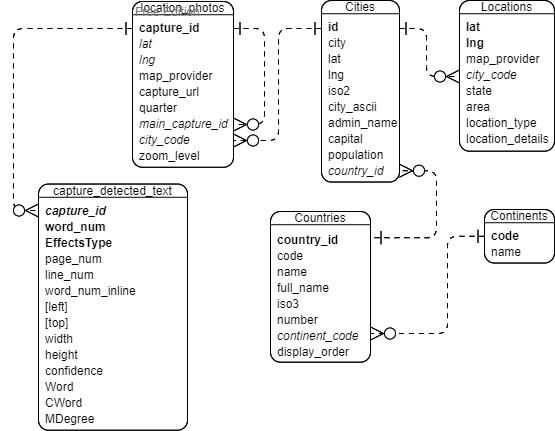 location_photos
Free Edition
capture_id
lat
lng
map_provider
capture_url
quarter
main_capture_id
city_code
zoom_level
Cities
id
city
lat
lng
iso2
city_ascii
admin_name
capital
population
country_id
Locations
lat
lng
map_provider
city_code
state
area
location_type
location_details
capture_detected_text
capture_id
word_num
EffectsType
page_num
line_num
word_num_inline
[left]
[top]
width
height
confidence
Word
CWord
MDegree
Countries
country_id
code
name
full_name
iso3
number
continent_code
display_order
Continents
code
name